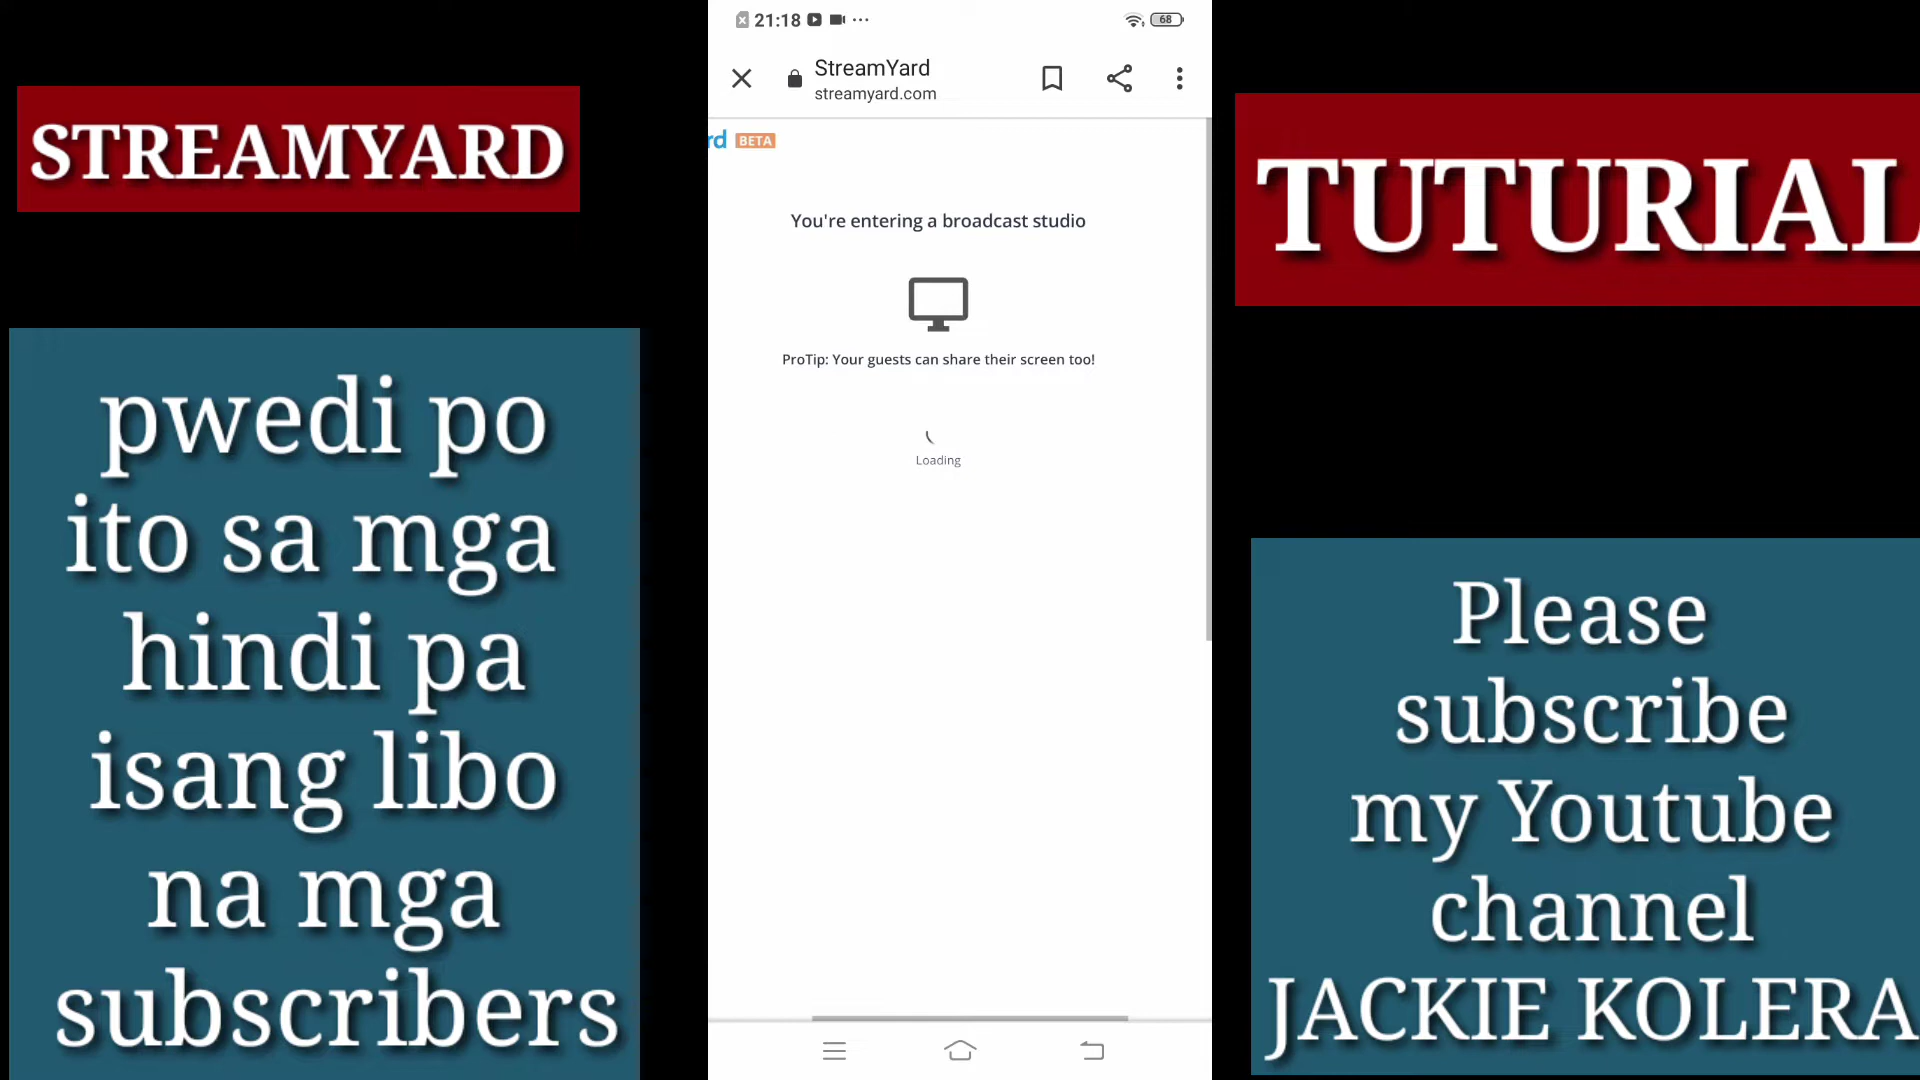 STREAMYARD
pwedi po
ito sa mga
hindi pa
isang libo
na mga
subscribers
21:18
68
StreamYard
streamyard.com
rd BETA
You're entering a broadcast studio
ProTip: Your guests can share their screen too!
Loading
TUTURIAL
Please
subscribe
my Youtube
channel
JACKIE KOLERA